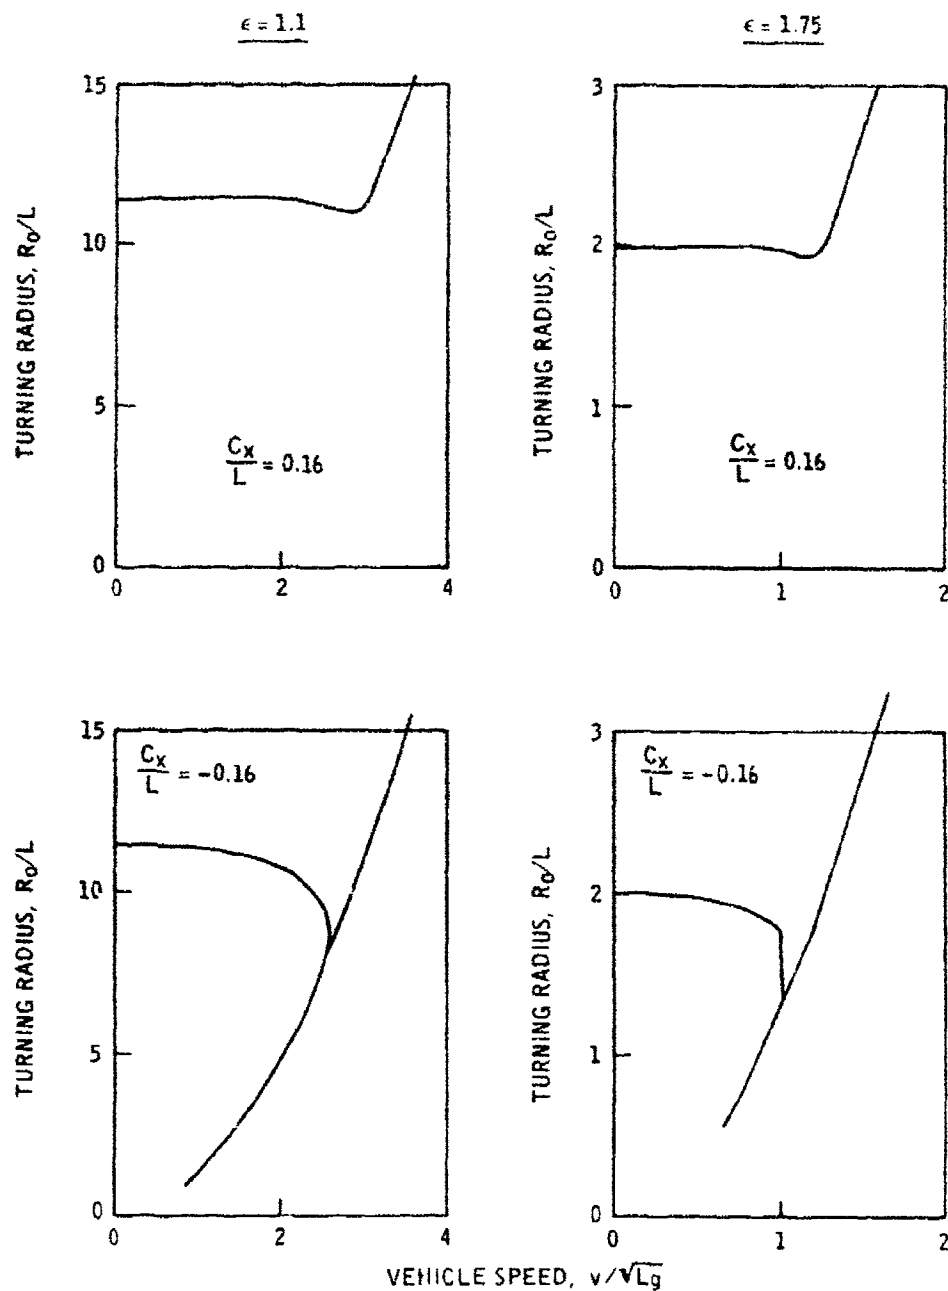 ϵ = 1.1
ϵ = 1.75
TURNING RADIUS, R₀/L
15
10
5
0
0
2
4
Cx/L = 0.16
TURNING RADIUS, R₀/L
3
2
1
0
0
1
2
Cx/L = 0.16
TURNING RADIUS, R₀/L
15
10
5
0
0
2
4
Cx/L = -0.16
TURNING RADIUS, R₀/L
3
2
1
0
0
1
2
Cx/L = -0.16
VEHICLE SPEED, v/√Lg